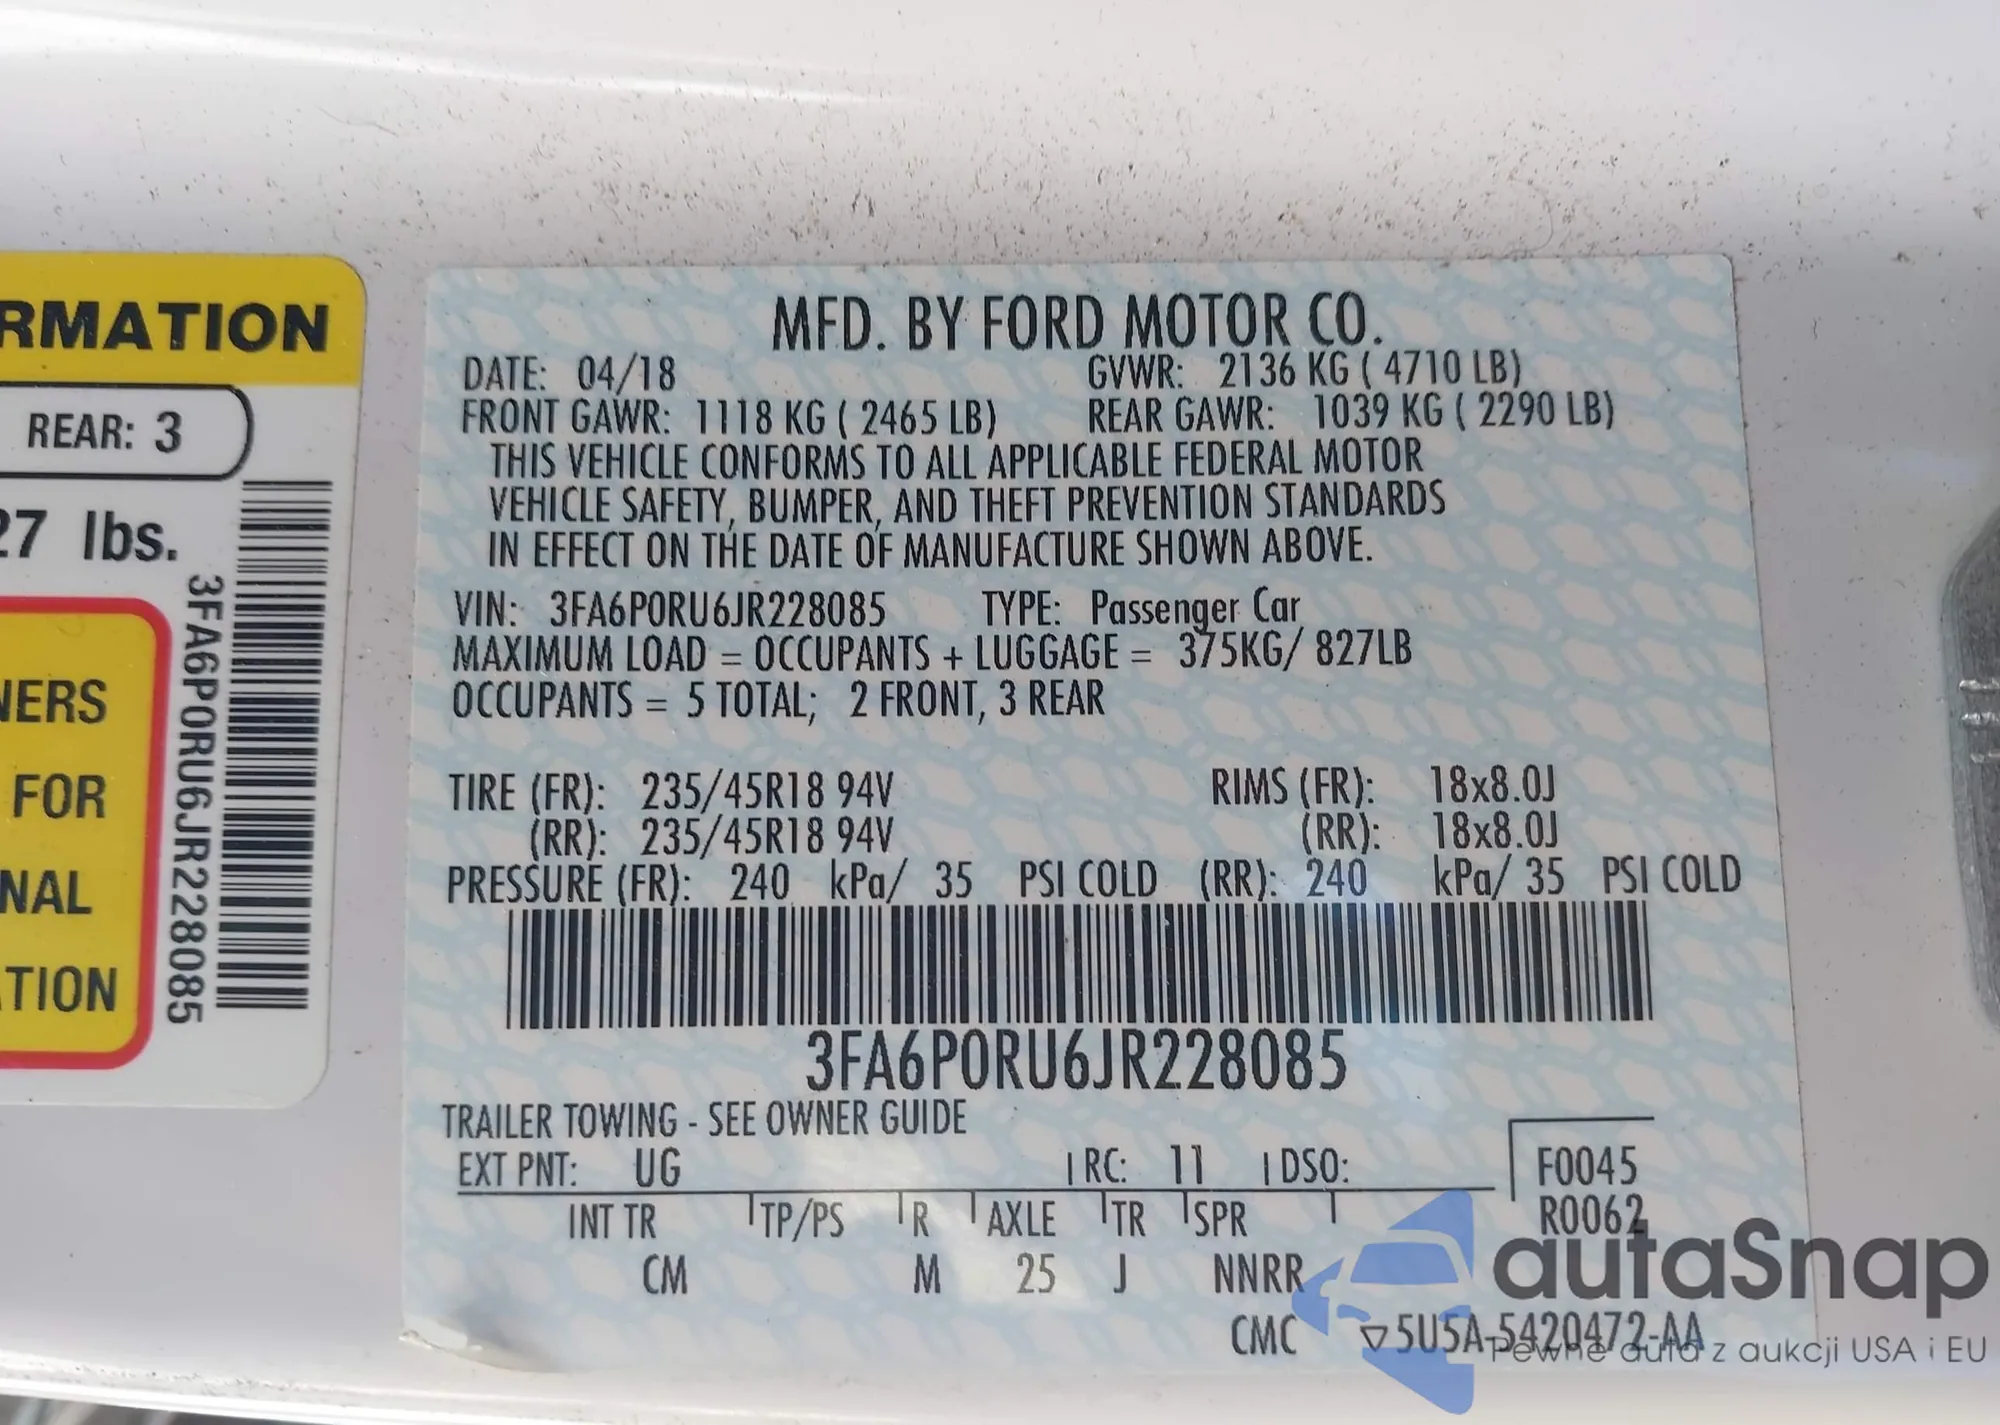 RMATION
REAR: 3
27 lbs.
3FA6P0RU6JR228085
NERS
FOR
NAL
TION
MFD. BY FORD MOTOR CO.
DATE: 04/18 GVWR: 2136 KG ( 4710 LB)
FRONT GAWR: 1118 KG ( 2465 LB) REAR GAWR: 1039 KG ( 2290 LB)
THIS VEHICLE CONFORMS TO ALL APPLICABLE FEDERAL MOTOR
VEHICLE SAFETY, BUMPER, AND THEFT PREVENTION STANDARDS
IN EFFECT ON THE DATE OF MANUFACTURE SHOWN ABOVE.
VIN: 3FA6P0RU6JR228085 TYPE: Passenger Car
MAXIMUM LOAD = OCCUPANTS + LUGGAGE = 375KG/ 827LB
OCCUPANTS = 5 TOTAL; 2 FRONT, 3 REAR
TIRE (FR): 235/45R18 94V RIMS (FR): 18x8.0J
(RR): 235/45R18 94V (RR): 18x8.0J
PRESSURE (FR): 240 kPa/ 35 PSI COLD (RR): 240 kPa/ 35 PSI COLD
3FA6P0RU6JR228085
TRAILER TOWING - SEE OWNER GUIDE
EXT PNT: UG RC: 11 DSO: F0045
R0062
INT TR TP/PS R AXLE TR SPR
CM M 25 J NNRR
CMC ▽5U5A-5420472-AA
autaSnap
Pewne auta z aukcji USA i EU